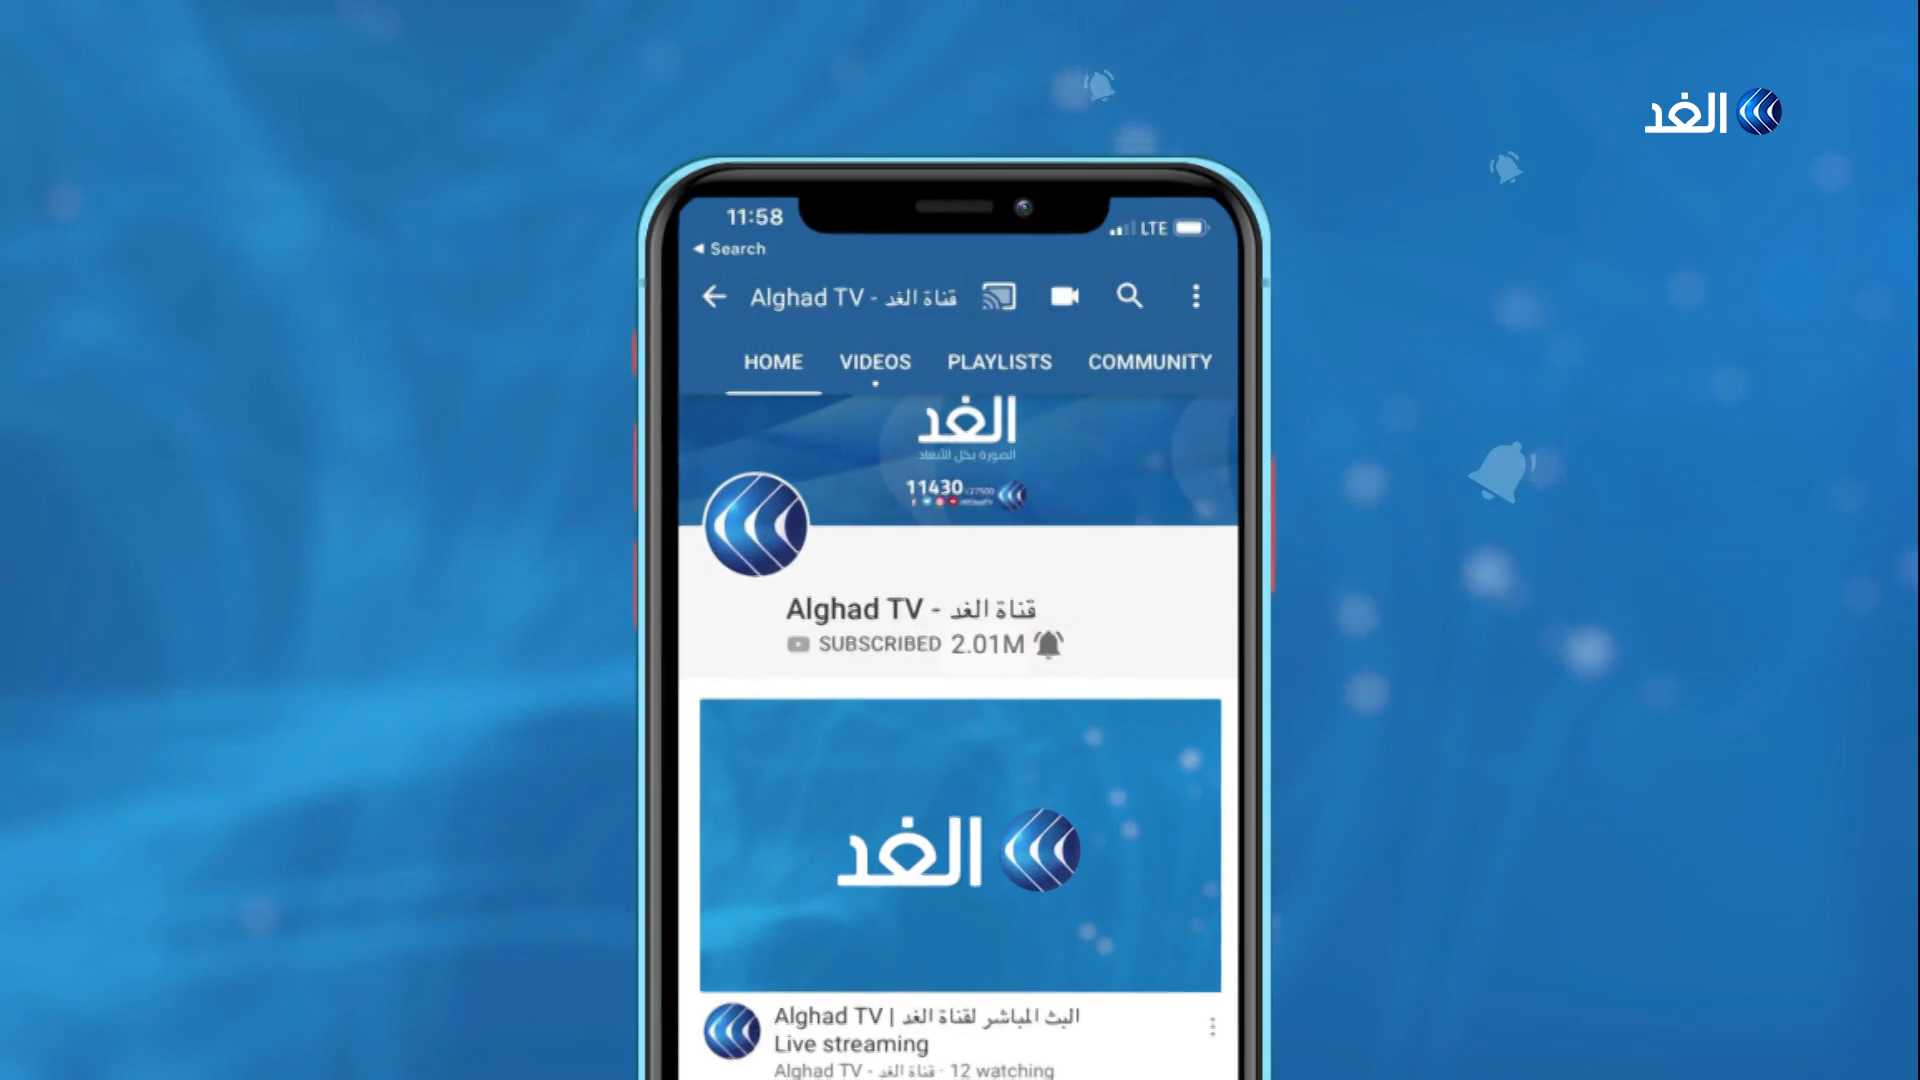 الغد
11:58
LTE
Search
Alghad TV - قناة الغد
HOME VIDEOS PLAYLISTS COMMUNITY
الغد
الصورة بكل الأبعاد
11430 27500
Alghad TV - قناة الغد
SUBSCRIBED 2.01M
الغد
Alghad TV | البث المباشر لقناة الغد
Live streaming
Alghad TV - قناة الغد · 12 watching